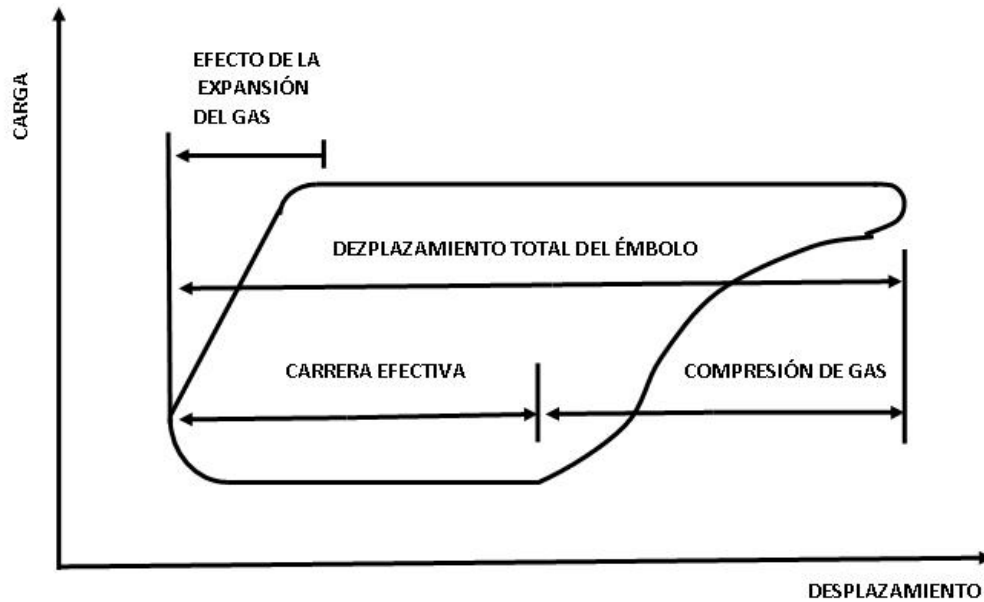 EFECTO DE LA
EXPANSIÓN
DEL GAS
CARGA
DEZPLAZAMIENTO TOTAL DEL ÉMBOLO
CARRERA EFECTIVA
COMPRESIÓN DE GAS
DESPLAZAMIENTO